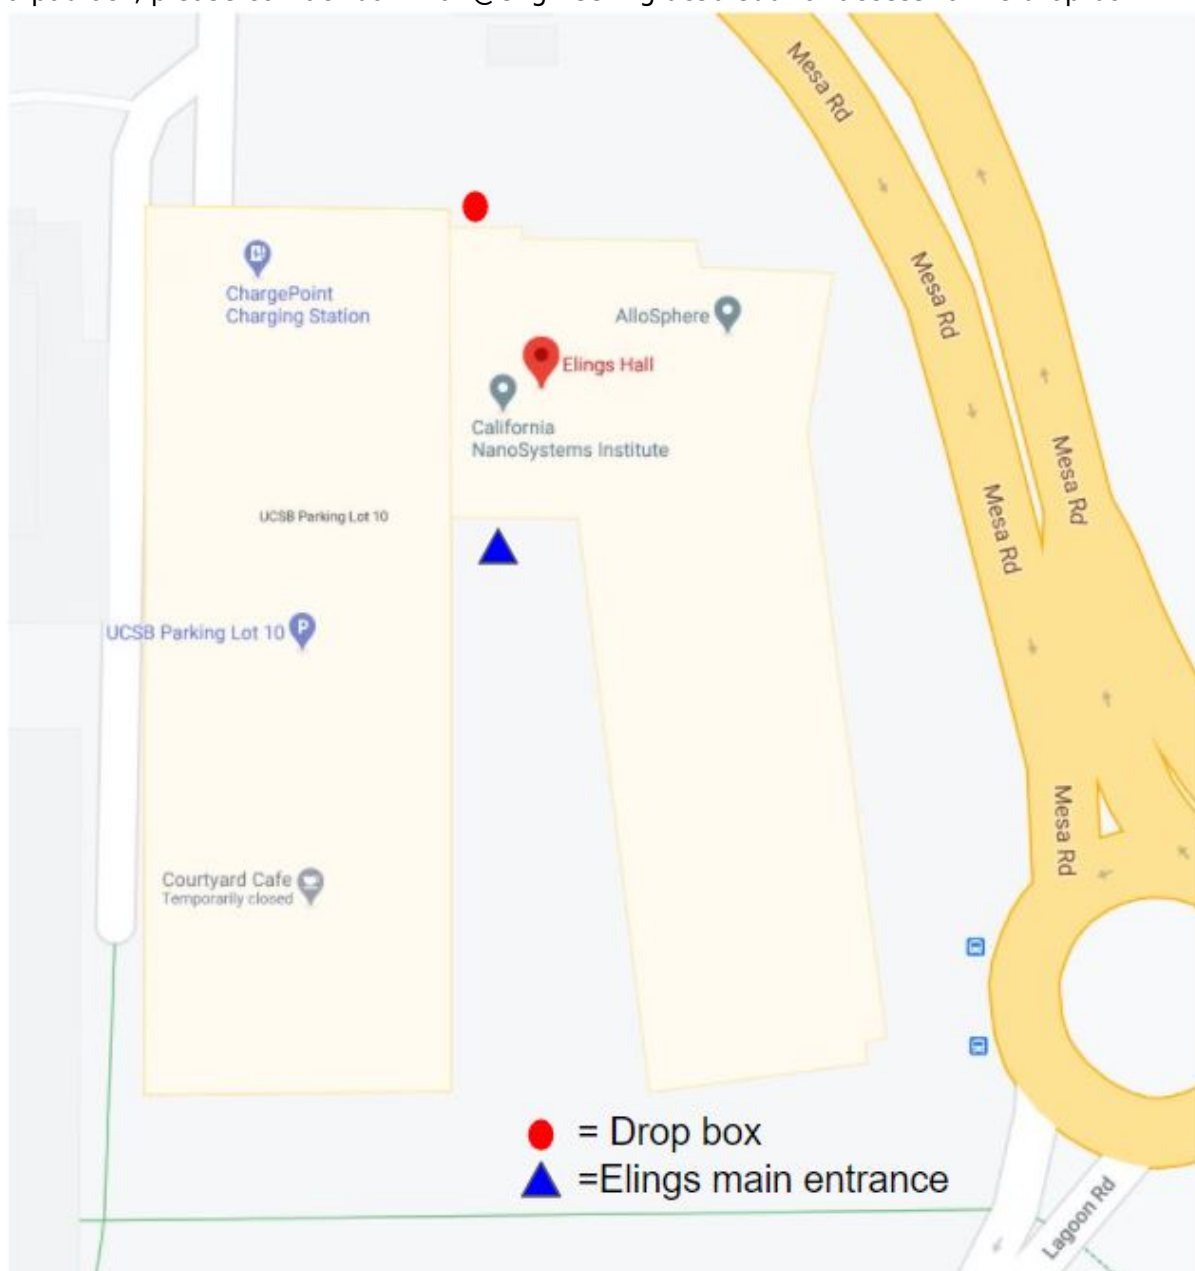 Mesa Rd
ChargePoint
Charging Station
AlloSphere
Mesa Rd
Elings Hall
California
NanoSystems Institute
Mesa Rd
UCSB Parking Lot 10
Mesa Rd
UCSB Parking Lot 10
Mesa Rd
Courtyard Cafe
Temporarily closed
= Drop box
=Elings main entrance
Lagoon Rd